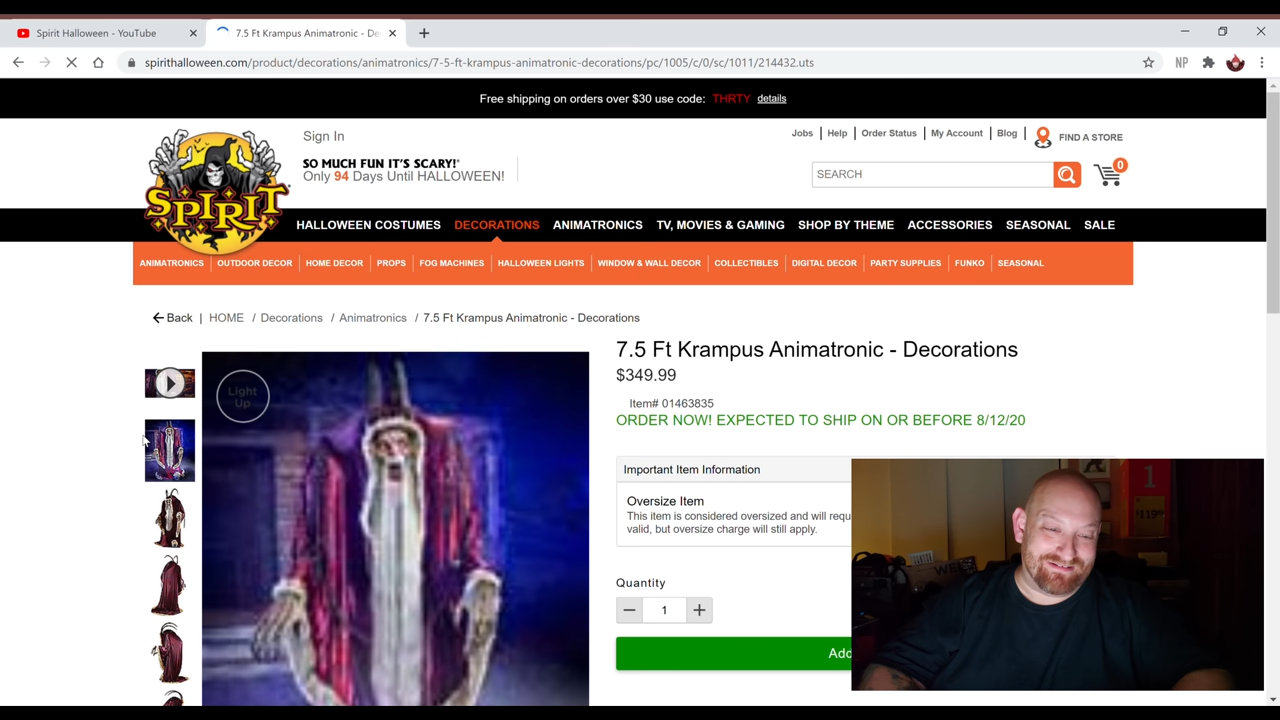 Spirit Halloween - YouTube
7.5 Ft Krampus Animatronic - De
spirithalloween.com/product/decorations/animatronics/7-5-ft-krampus-animatronic-decorations/pc/1005/c/0/sc/1011/214432.uts
NP
Free shipping on orders over $30 use code: THRTY details
Sign In
Jobs | Help | Order Status | My Account | Blog | FIND A STORE
SO MUCH FUN IT'S SCARY!
Only 94 Days Until HALLOWEEN!
SEARCH
0
SPIRIT
HALLOWEEN COSTUMES DECORATIONS ANIMATRONICS TV, MOVIES & GAMING SHOP BY THEME ACCESSORIES SEASONAL SALE
ANIMATRONICS OUTDOOR DECOR HOME DECOR PROPS FOG MACHINES HALLOWEEN LIGHTS WINDOW & WALL DECOR COLLECTIBLES DIGITAL DECOR PARTY SUPPLIES FUNKO SEASONAL
Back | HOME / Decorations / Animatronics / 7.5 Ft Krampus Animatronic - Decorations
7.5 Ft Krampus Animatronic - Decorations
$349.99
Item# 01463835
ORDER NOW! EXPECTED TO SHIP ON OR BEFORE 8/12/20
Light
Up
Important Item Information
Oversize Item
This item is considered oversized and will requ
valid, but oversize charge will still apply.
Quantity
1
Add
1